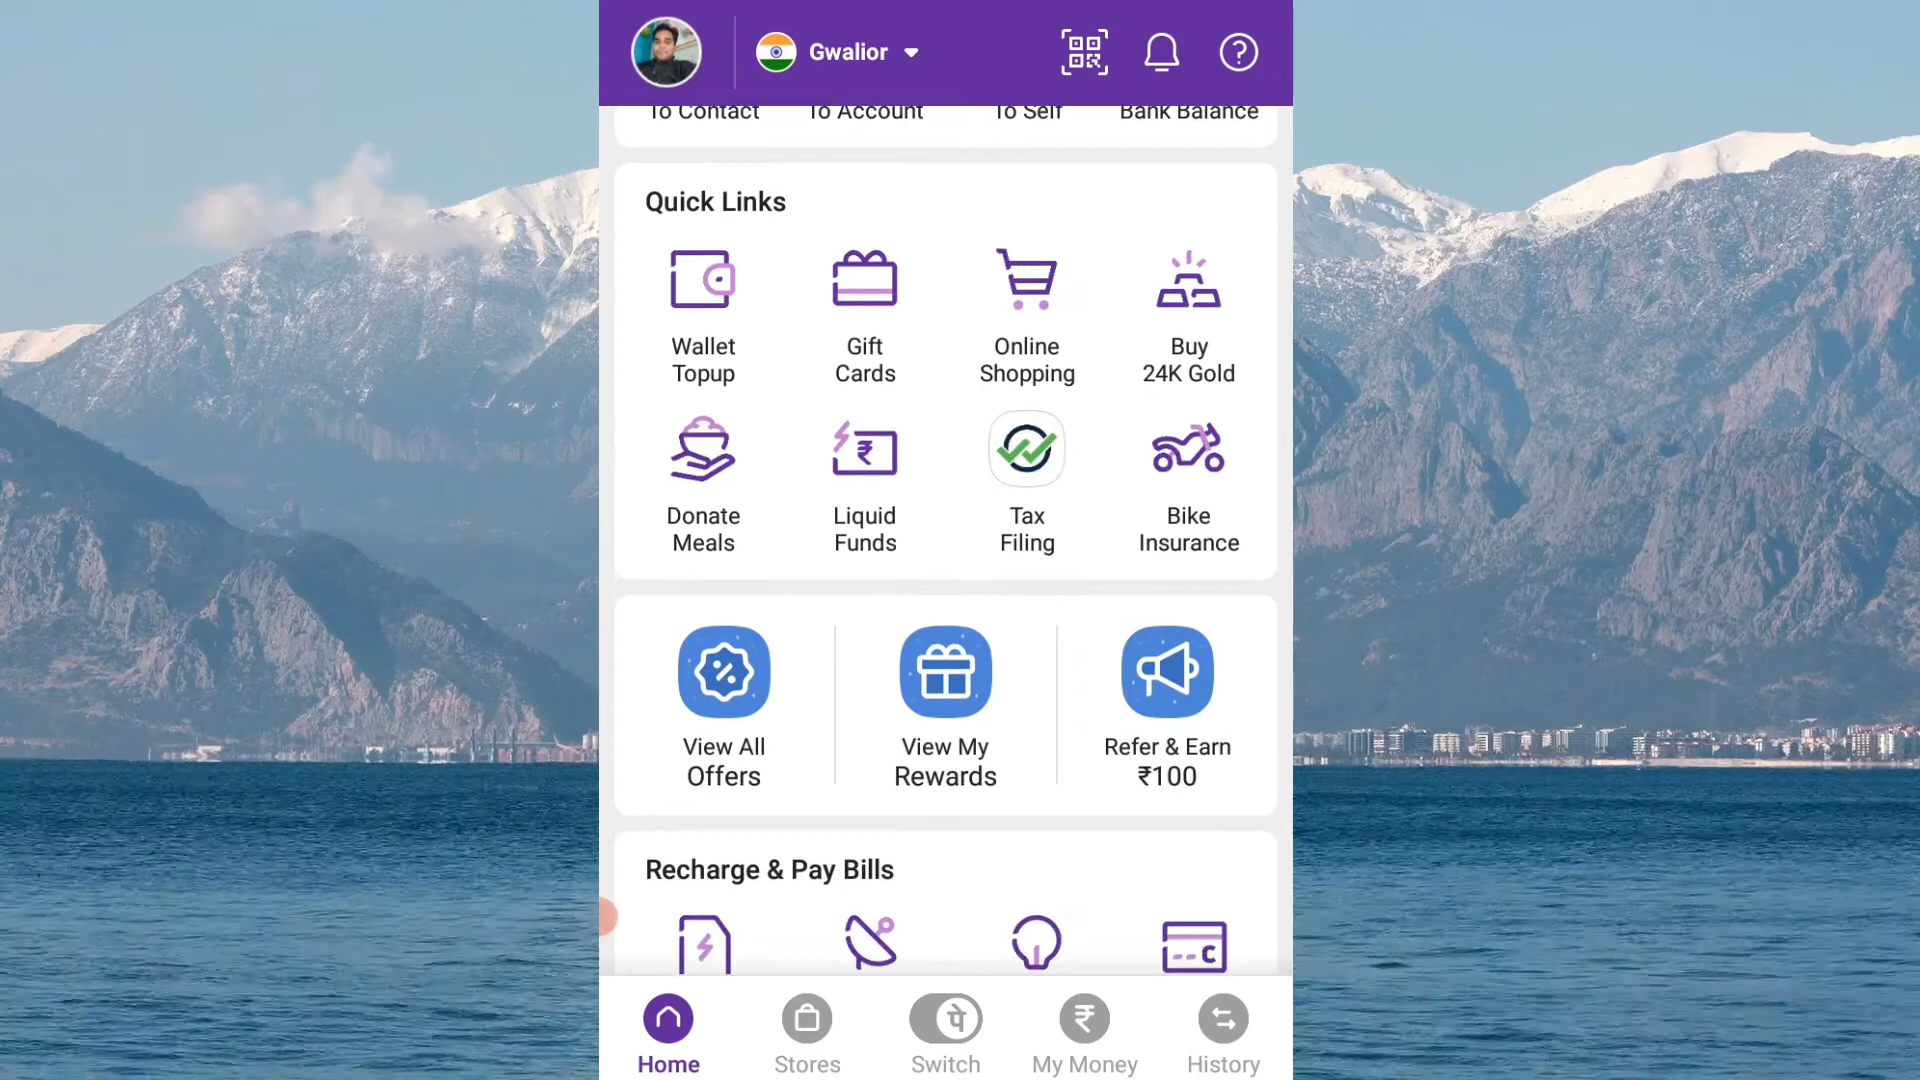 Gwalior
To Contact To Account To Self Bank Balance
Quick Links
Wallet Topup
Gift Cards
Online Shopping
Buy 24K Gold
Donate Meals
₹
Liquid Funds
Tax Filing
Bike Insurance
%
View All Offers
View My Rewards
Refer & Earn ₹100
Recharge & Pay Bills
C
पे
₹
Home Stores Switch My Money History